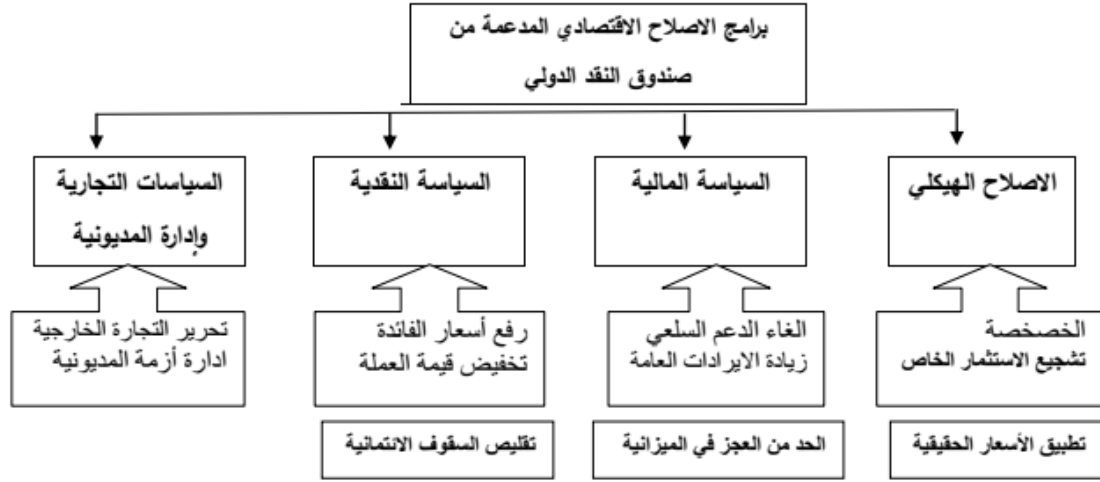 برامج الاصلاح الاقتصادي المدعمة من
صندوق النقد الدولي
الاصلاح الهيكلي
السياسة المالية
السياسة النقدية
السياسات التجارية
وإدارة المديونية
الخصخصة
تشجيع الاستثمار الخاص
الغاء الدعم السلعي
زيادة الايرادات العامة
رفع أسعار الفائدة
تخفيض قيمة العملة
تحرير التجارة الخارجية
ادارة أزمة المديونية
تطبيق الأسعار الحقيقية
الحد من العجز في الميزانية
تقليص السقوف الائتمانية